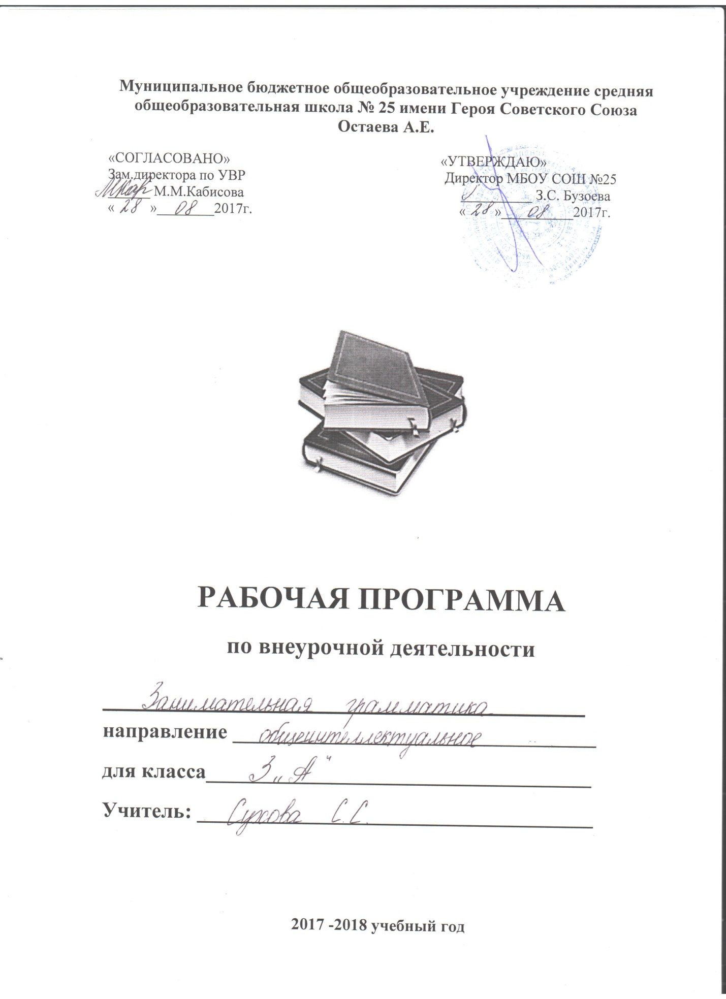 Муниципальное бюджетное общеобразовательное учреждение средняя
общеобразовательная школа № 25 имени Героя Советского Союза
Остаева А.Е.
«СОГЛАСОВАНО»
Зам.директора по УВР
М.М.Кабисова
« 28 » 08 2017г.
«УТВЕРЖДАЮ»
Директор МБОУ СОШ №25
З.С. Бузоева
« 28 » 08 2017г.
РАБОЧАЯ ПРОГРАММА
по внеурочной деятельности
Занимательная грамматика
направление общеинтеллектуальное
для класса 3 „А“
Учитель: Сухова С.С.
2017 -2018 учебный год